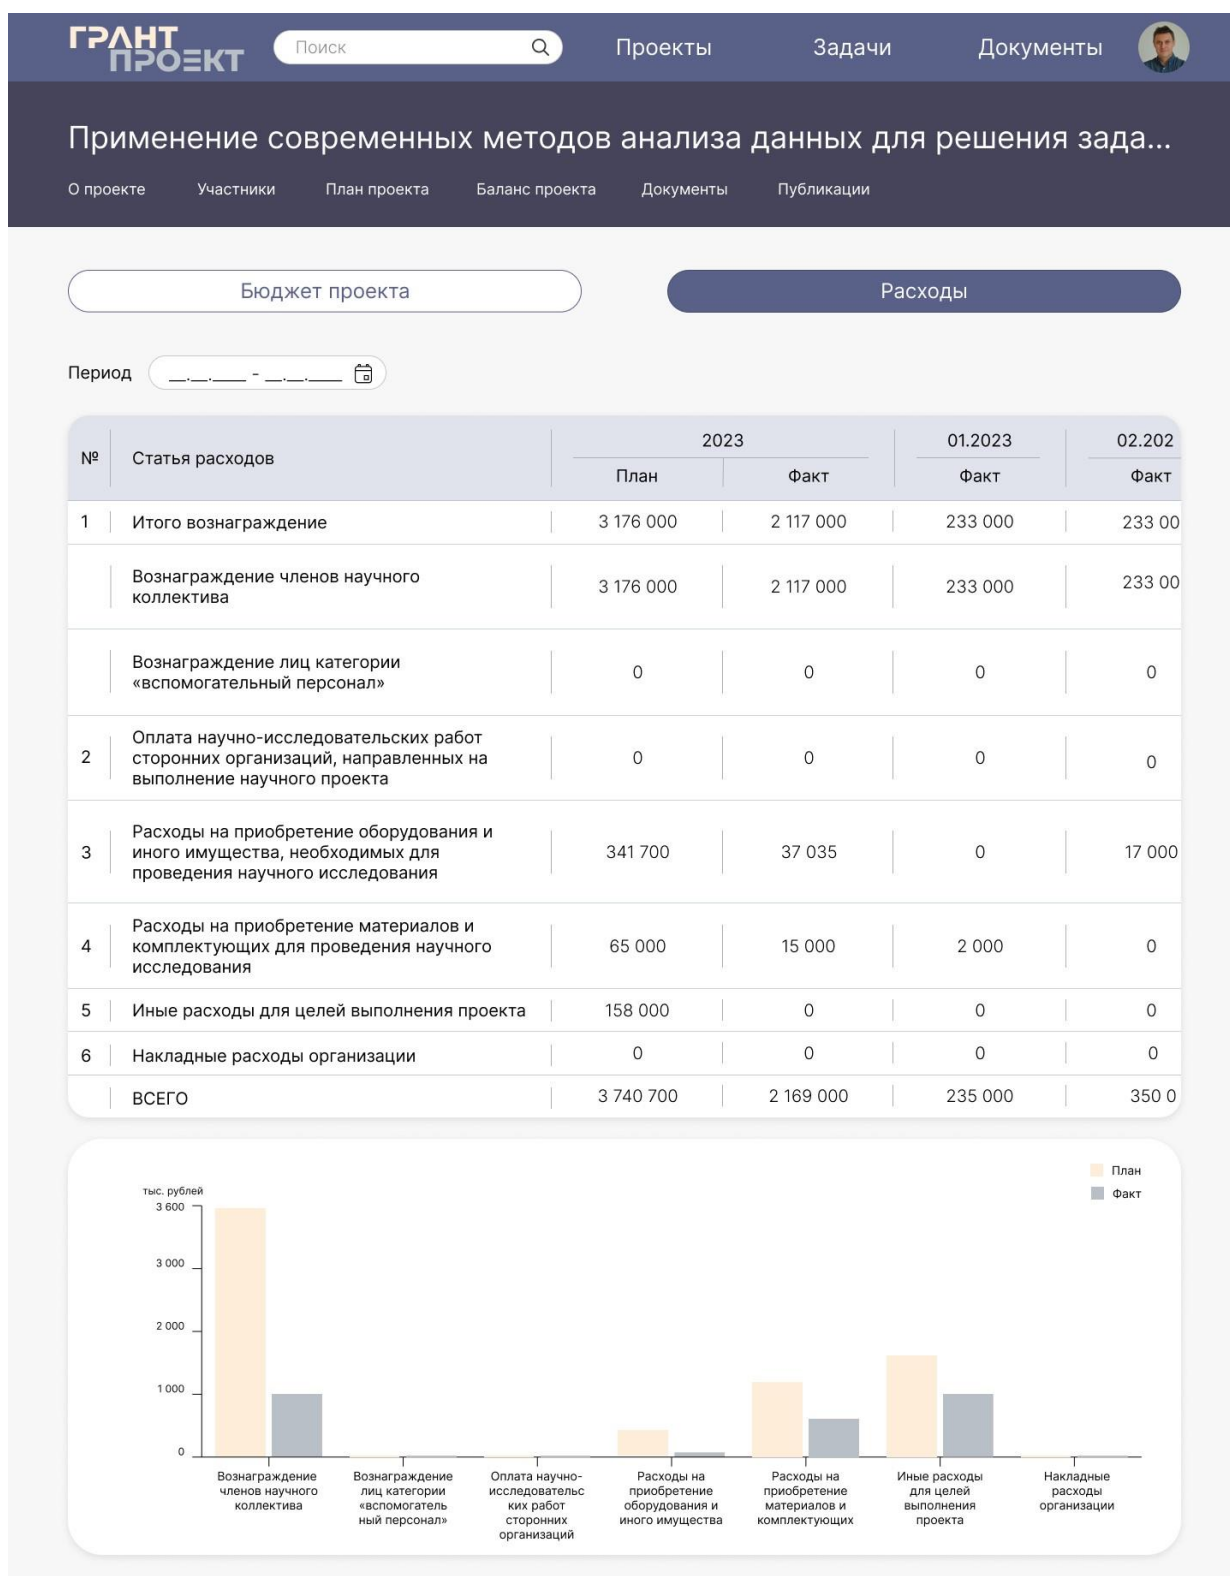 ГРАНТ
ПРОЕКТ
Поиск
Проекты
Задачи
Документы
Применение современных методов анализа данных для решения зада...
О проекте
Участники
План проекта
Баланс проекта
Документы
Публикации
Бюджет проекта
Расходы
Период
__.__.____ - __.__.____
№ Статья расходов 2023 01.2023 02.202
План Факт Факт Факт
1 Итого вознаграждение 3 176 000 2 117 000 233 000 233 00
Вознаграждение членов научного
коллектива
3 176 000 2 117 000 233 000 233 00
Вознаграждение лиц категории
«вспомогательный персонал»
0 0 0 0
Оплата научно-исследовательских работ
2 сторонних организаций, направленных на 0 0 0 0
выполнение научного проекта
Расходы на приобретение оборудования и
3 иного имущества, необходимых для 341 700 37 035 0 17 000
проведения научного исследования
Расходы на приобретение материалов и
4 комплектующих для проведения научного 65 000 15 000 2 000 0
исследования
5 Иные расходы для целей выполнения проекта 158 000 0 0 0
6 Накладные расходы организации 0 0 0 0
ВСЕГО 3 740 700 2 169 000 235 000 350 0
План
Факт
тыс. рублей
3 600
3 000
2 000
1 000
0
Вознаграждение
членов научного
коллектива
Вознаграждение
лиц категории
«вспомогатель
ный персонал»
Оплата научно-
исследовательс
ких работ
сторонних
организаций
Расходы на
приобретение
оборудования и
иного имущества
Расходы на
приобретение
материалов и
комплектующих
Иные расходы
для целей
выполнения
проекта
Накладные
расходы
организации